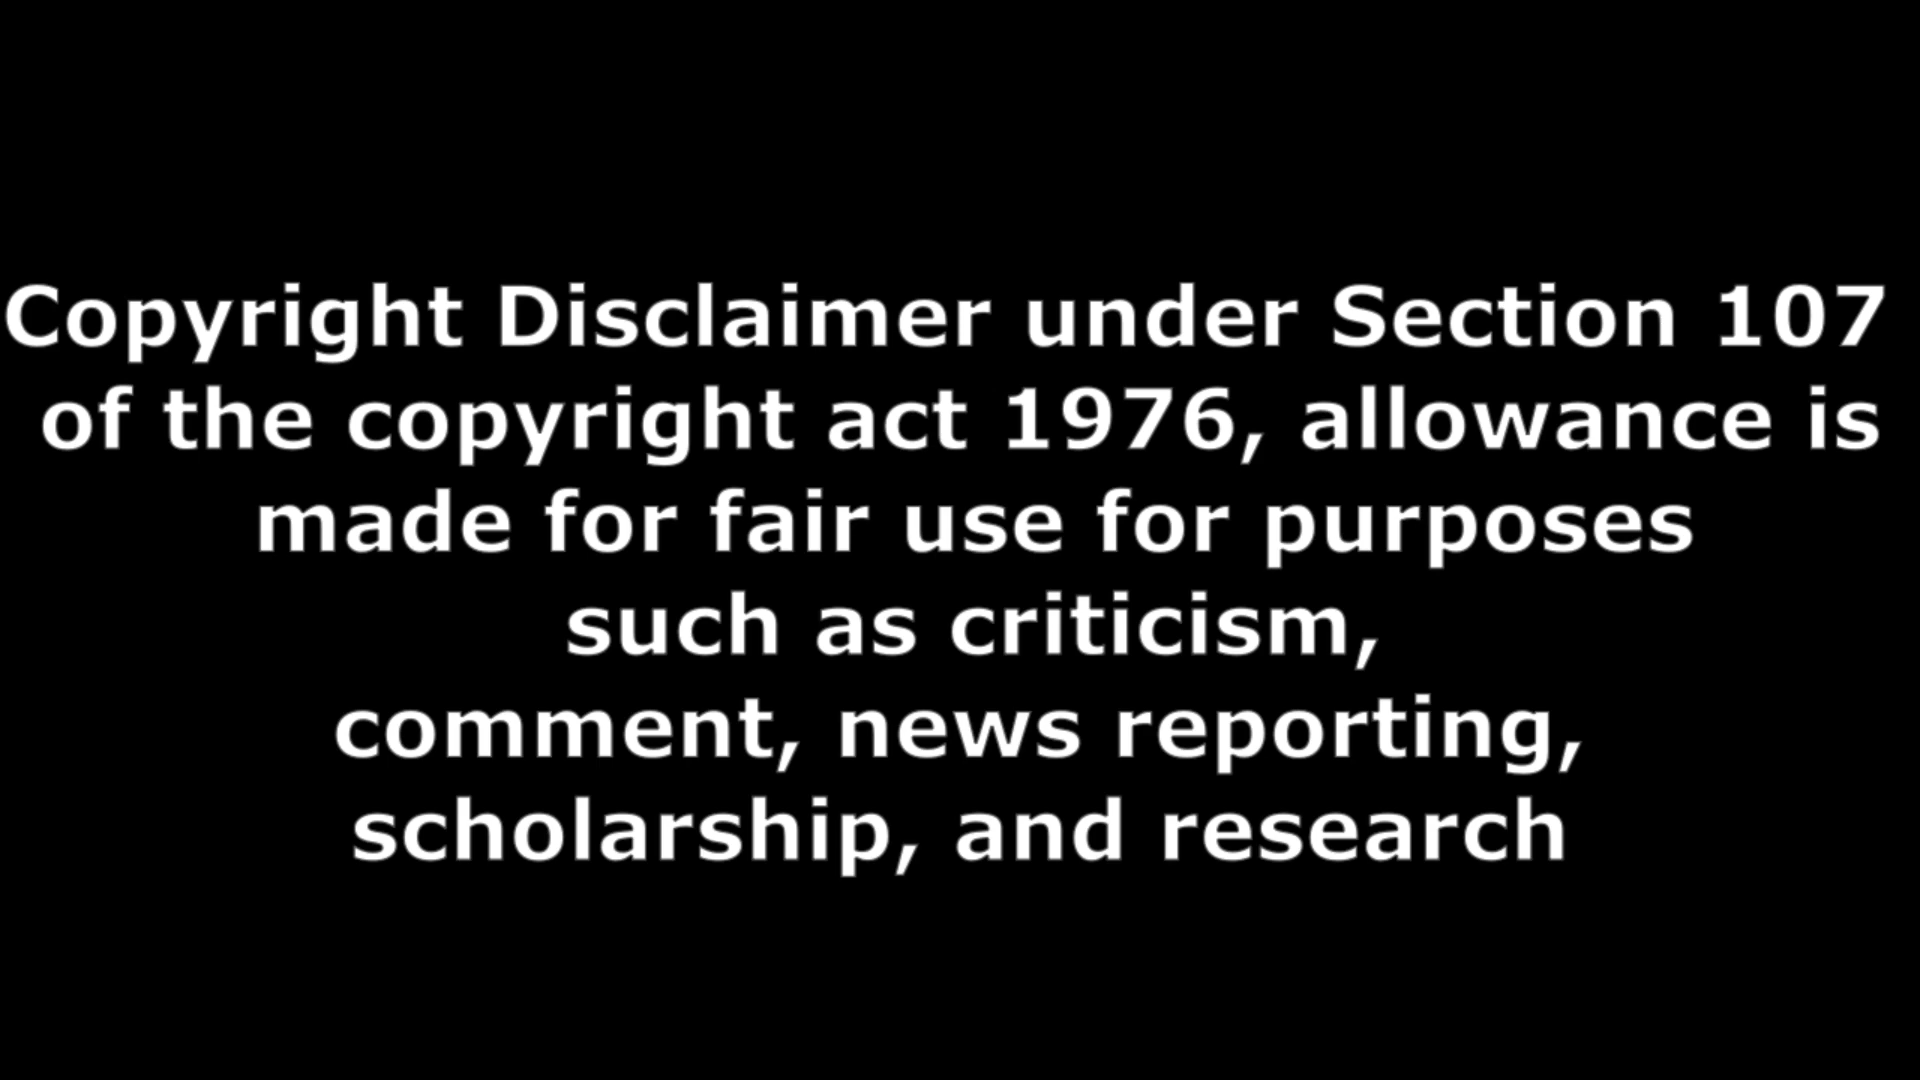 Copyright Disclaimer under Section 107
of the copyright act 1976, allowance is
made for fair use for purposes
such as criticism,
comment, news reporting,
scholarship, and research